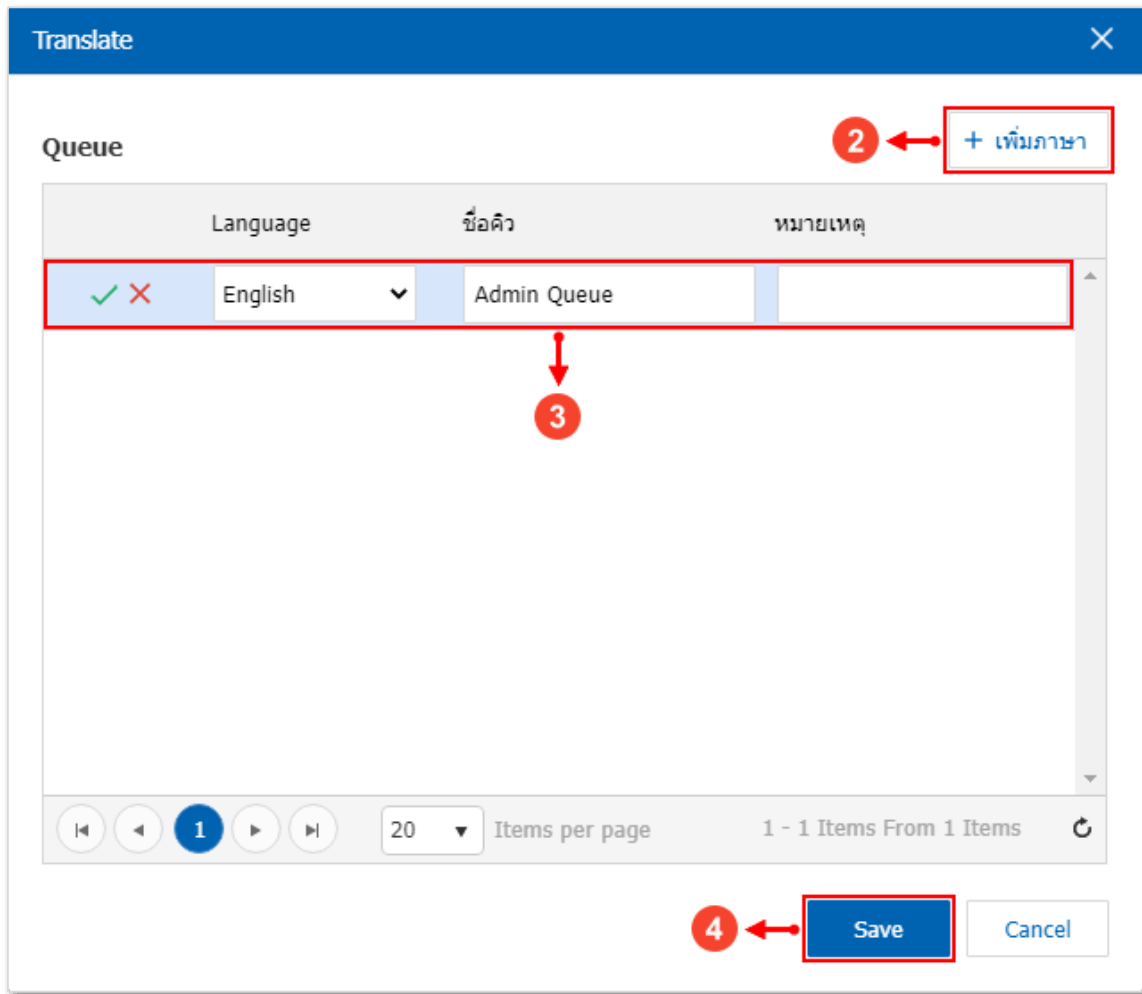 Translate
Queue
2
+ เพิ่มภาษา
Language ชื่อคิว หมายเหตุ
English Admin Queue
3
1 20 Items per page 1 - 1 Items From 1 Items
4 Save Cancel